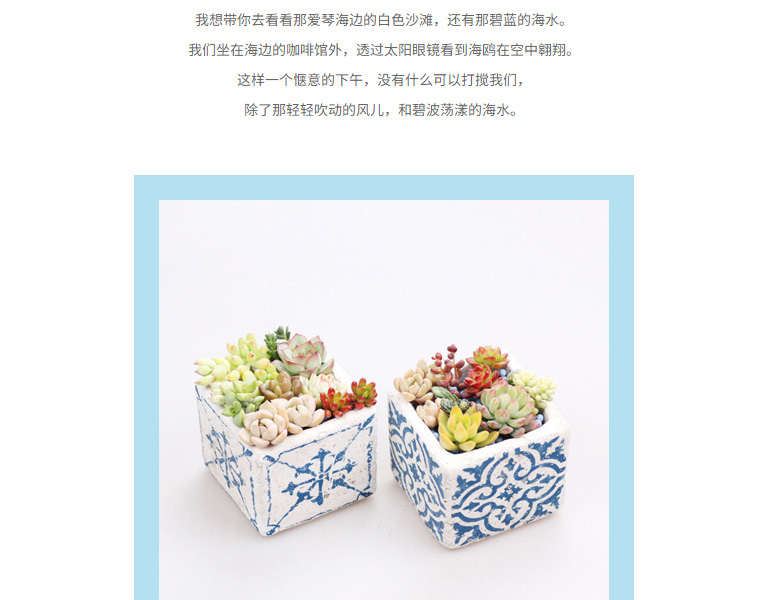 我想带你去看看那爱琴海边的白色沙滩，还有那碧蓝的海水。
我们坐在海边的咖啡馆外，透过太阳眼镜看到海鸥在空中翱翔。
这样一个惬意的下午，没有什么可以打搅我们，
除了那轻轻吹动的风儿，和碧波荡漾的海水。